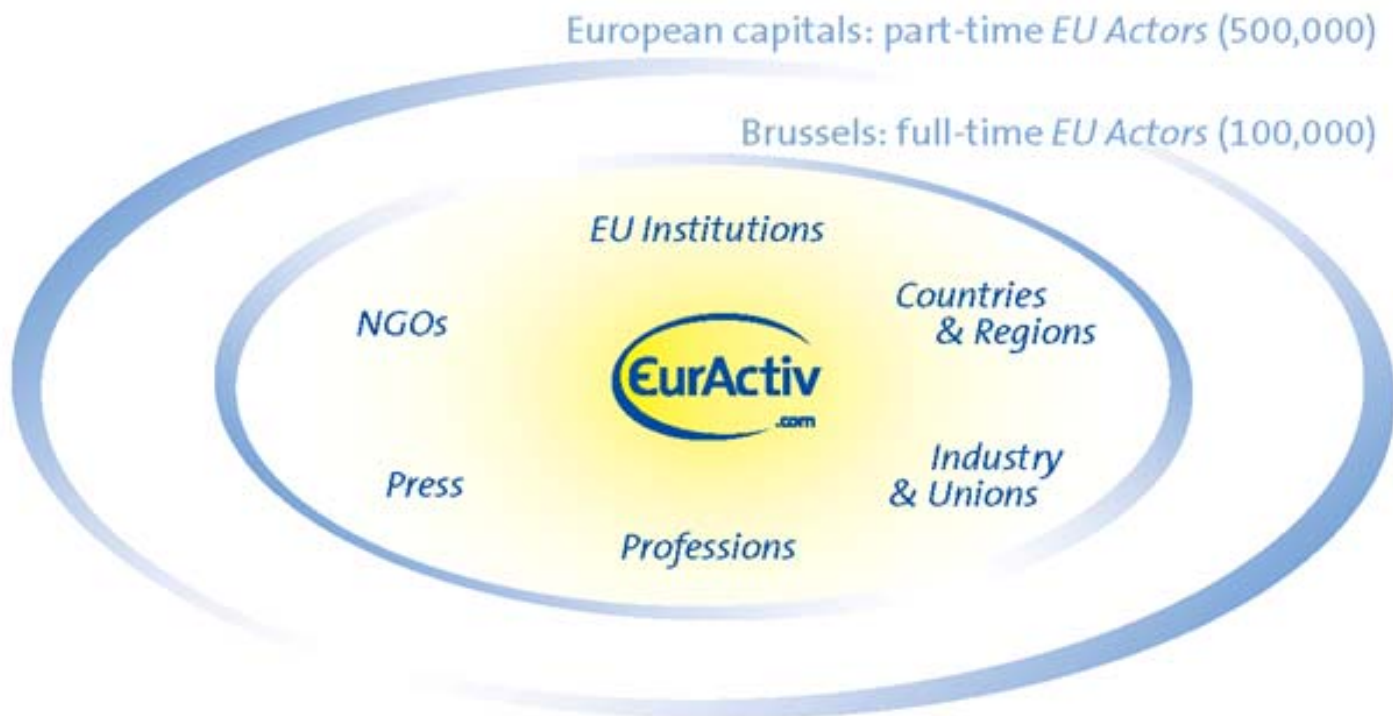 European capitals: part-time EU Actors (500,000)
Brussels: full-time EU Actors (100,000)
EU Institutions
NGOs
Countries
& Regions
EurActiv
.com
Press
Industry
& Unions
Professions